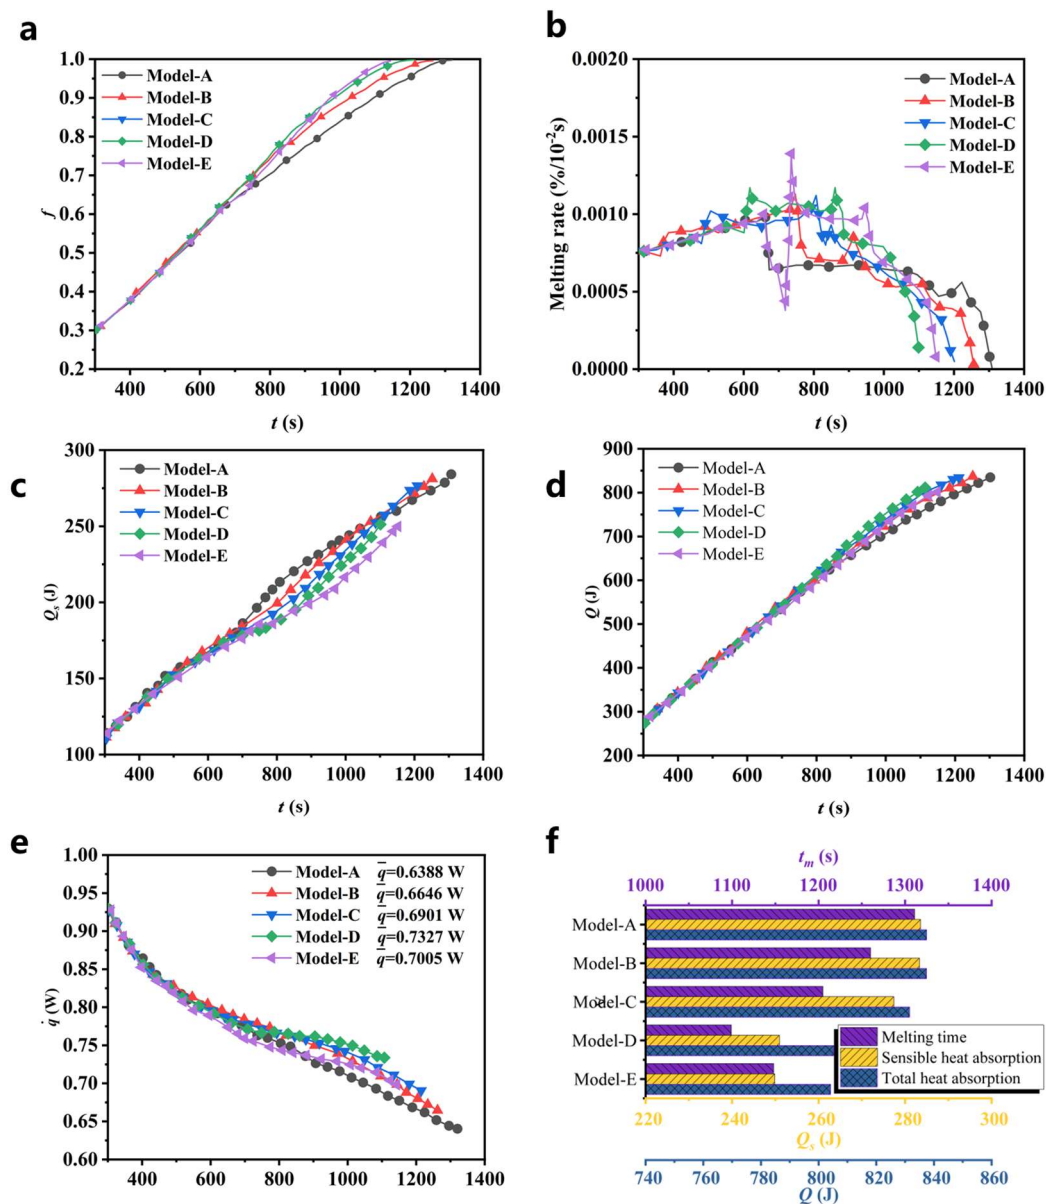 a
1.0
0.9
0.8
0.7
0.6
0.5
0.4
0.3
0.2
f
Model-A
Model-B
Model-C
Model-D
Model-E
400 600 800 1000 1200 1400
t (s)
b
0.0020
0.0015
0.0010
0.0005
0.0000
Melting rate (%/10⁻²s)
Model-A
Model-B
Model-C
Model-D
Model-E
400 600 800 1000 1200 1400
t (s)
c
300
250
200
150
100
Qs (J)
Model-A
Model-B
Model-C
Model-D
Model-E
400 600 800 1000 1200 1400
t (s)
d
900
800
700
600
500
400
300
200
Q (J)
Model-A
Model-B
Model-C
Model-D
Model-E
400 600 800 1000 1200 1400
t (s)
e
1.00
0.95
0.90
0.85
0.80
0.75
0.70
0.65
0.60
q̇ (W)
Model-A q̅=0.6388 W
Model-B q̅=0.6646 W
Model-C q̅=0.6901 W
Model-D q̅=0.7327 W
Model-E q̅=0.7005 W
400 600 800 1000 1200 1400
t (s)
f
tm (s)
1000 1100 1200 1300 1400
Model-A
Model-B
Model-C
Model-D
Model-E
Melting time
Sensible heat absorption
Total heat absorption
220 240 260 280 300
Qs (J)
740 760 780 800 820 840 860
Q (J)